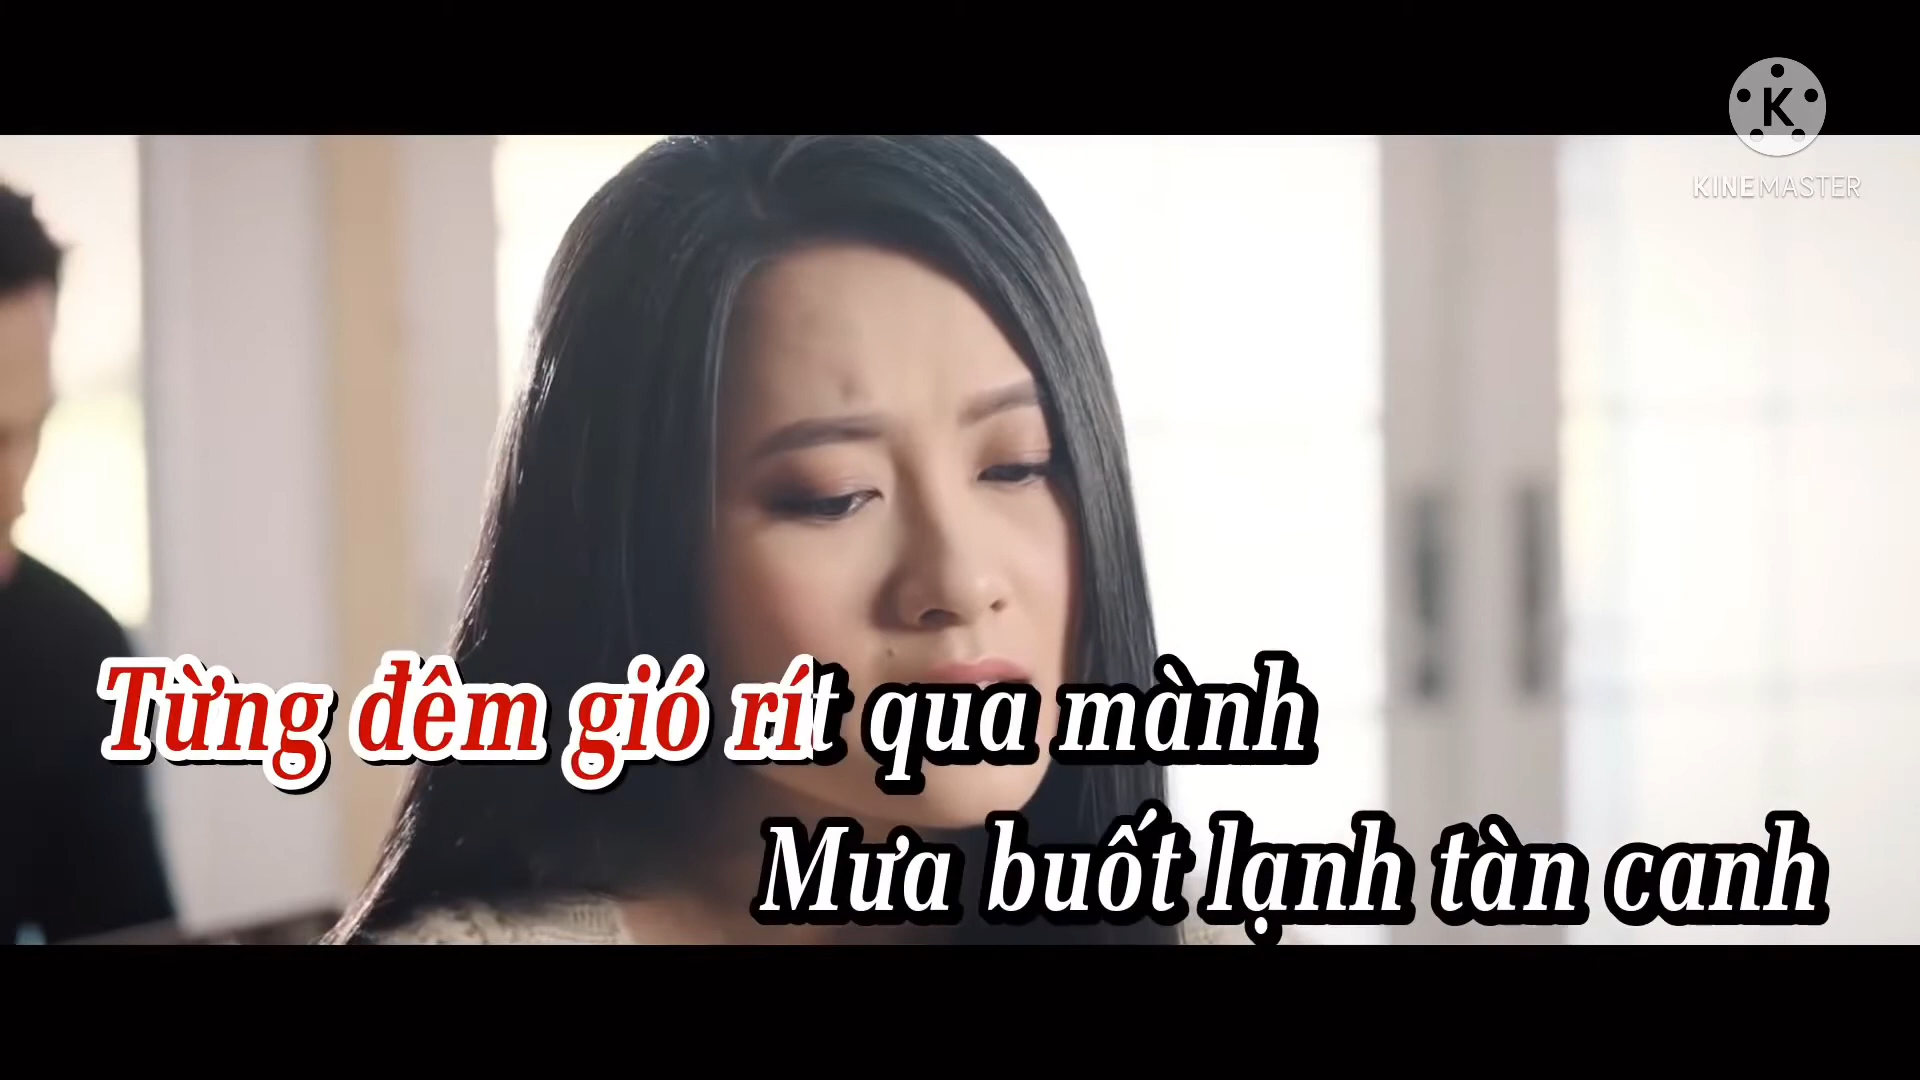 KINEMASTER
Từng đêm gió rít qua mành
Mưa buốt lạnh tàn canh